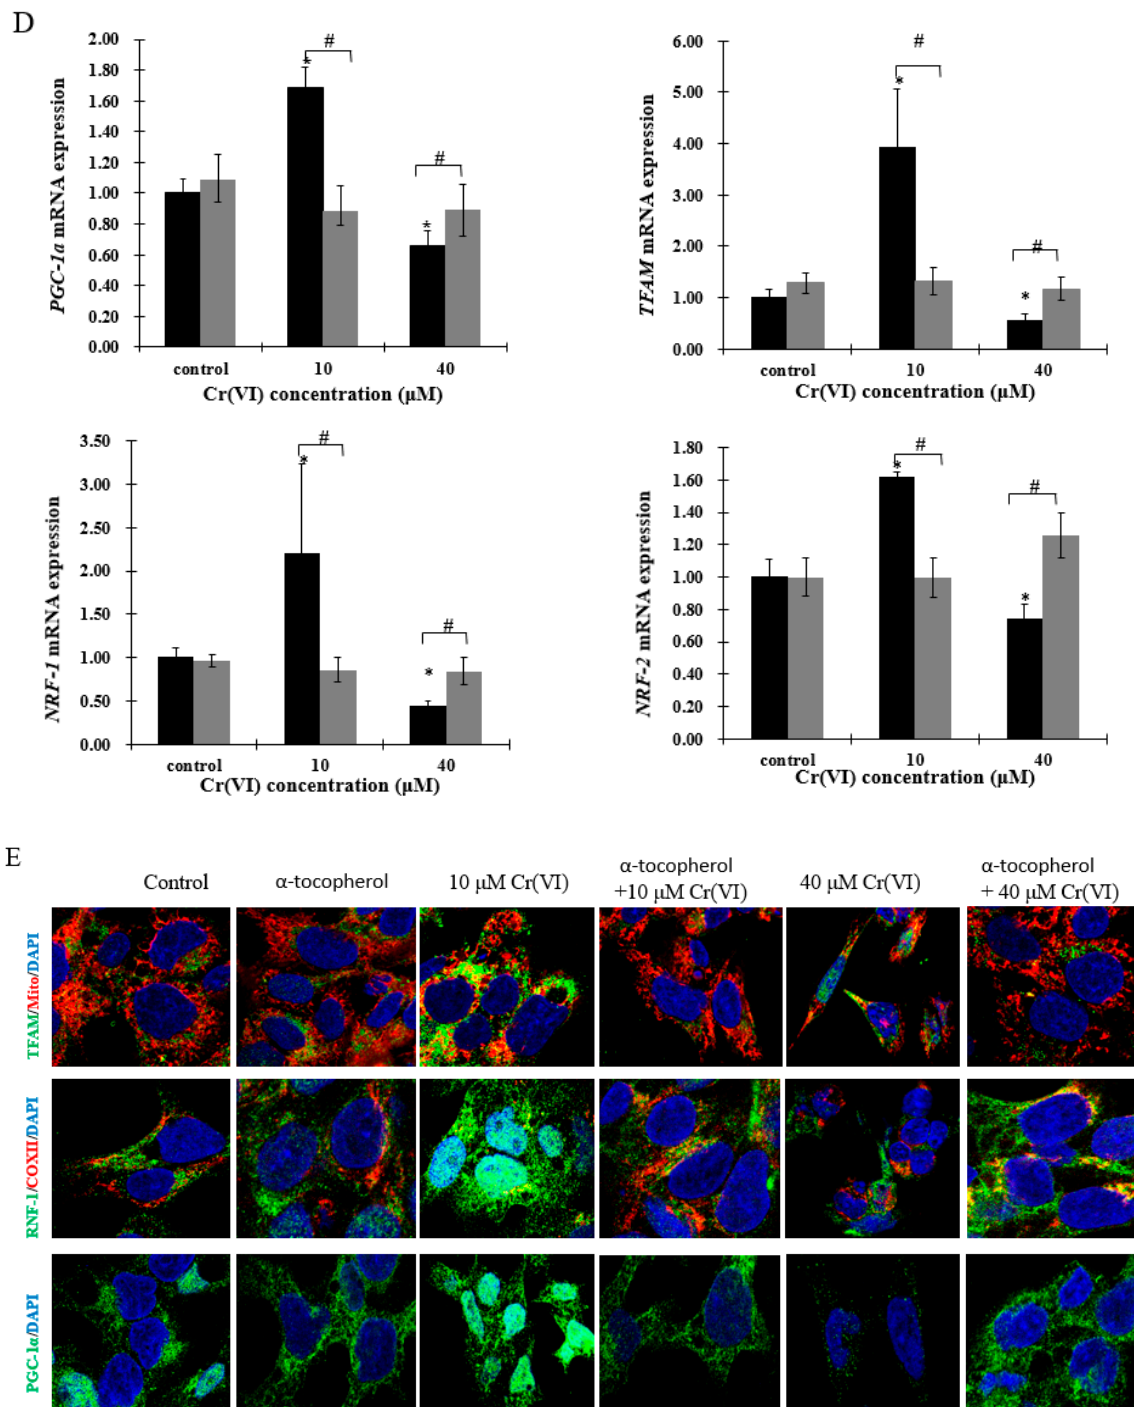 D
2.00
1.80
1.60
1.40
1.20
1.00
0.80
0.60
0.40
0.20
0.00
PGC-1α mRNA expression
*
#
*
#
control 10 40
Cr(VI) concentration (μM)
6.00
5.00
4.00
3.00
2.00
1.00
0.00
TFAM mRNA expression
*
#
*
#
control 10 40
Cr(VI) concentration (μM)
3.50
3.00
2.50
2.00
1.50
1.00
0.50
0.00
NRF-1 mRNA expression
*
#
*
#
control 10 40
Cr(VI) concentration (μM)
1.80
1.60
1.40
1.20
1.00
0.80
0.60
0.40
0.20
0.00
NRF-2 mRNA expression
*
#
*
#
control 10 40
Cr(VI) concentration (μM)
E
Control
α-tocopherol
10 μM Cr(VI)
α-tocopherol
+10 μM Cr(VI)
40 μM Cr(VI)
α-tocopherol
+ 40 μM Cr(VI)
TFAM/Mito/DAPI
RNF-1/COXII/DAPI
PGC-1α/DAPI